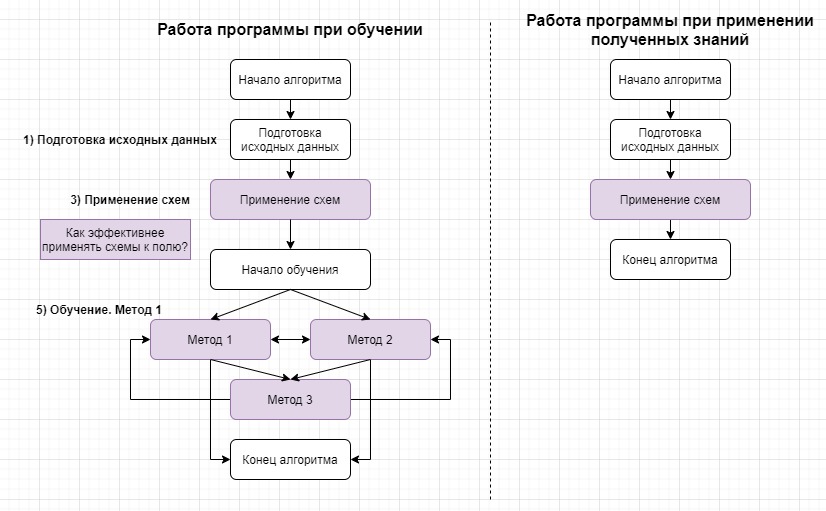 Работа программы при обучении
Начало алгоритма
1) Подготовка исходных данных
Подготовка
исходных данных
3) Применение схем
Применение схем
Как эффективнее
применять схемы к полю?
Начало обучения
5) Обучение. Метод 1
Метод 1
Метод 2
Метод 3
Конец алгоритма
Работа программы при применении
полученных знаний
Начало алгоритма
Подготовка
исходных данных
Применение схем
Конец алгоритма